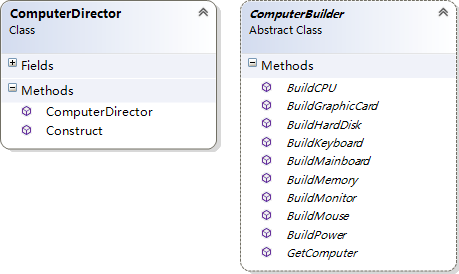 ComputerDirector
Class
Fields
Methods
ComputerDirector
Construct
ComputerBuilder
Abstract Class
Methods
BuildCPU
BuildGraphicCard
BuildHardDisk
BuildKeyboard
BuildMainboard
BuildMemory
BuildMonitor
BuildMouse
BuildPower
GetComputer